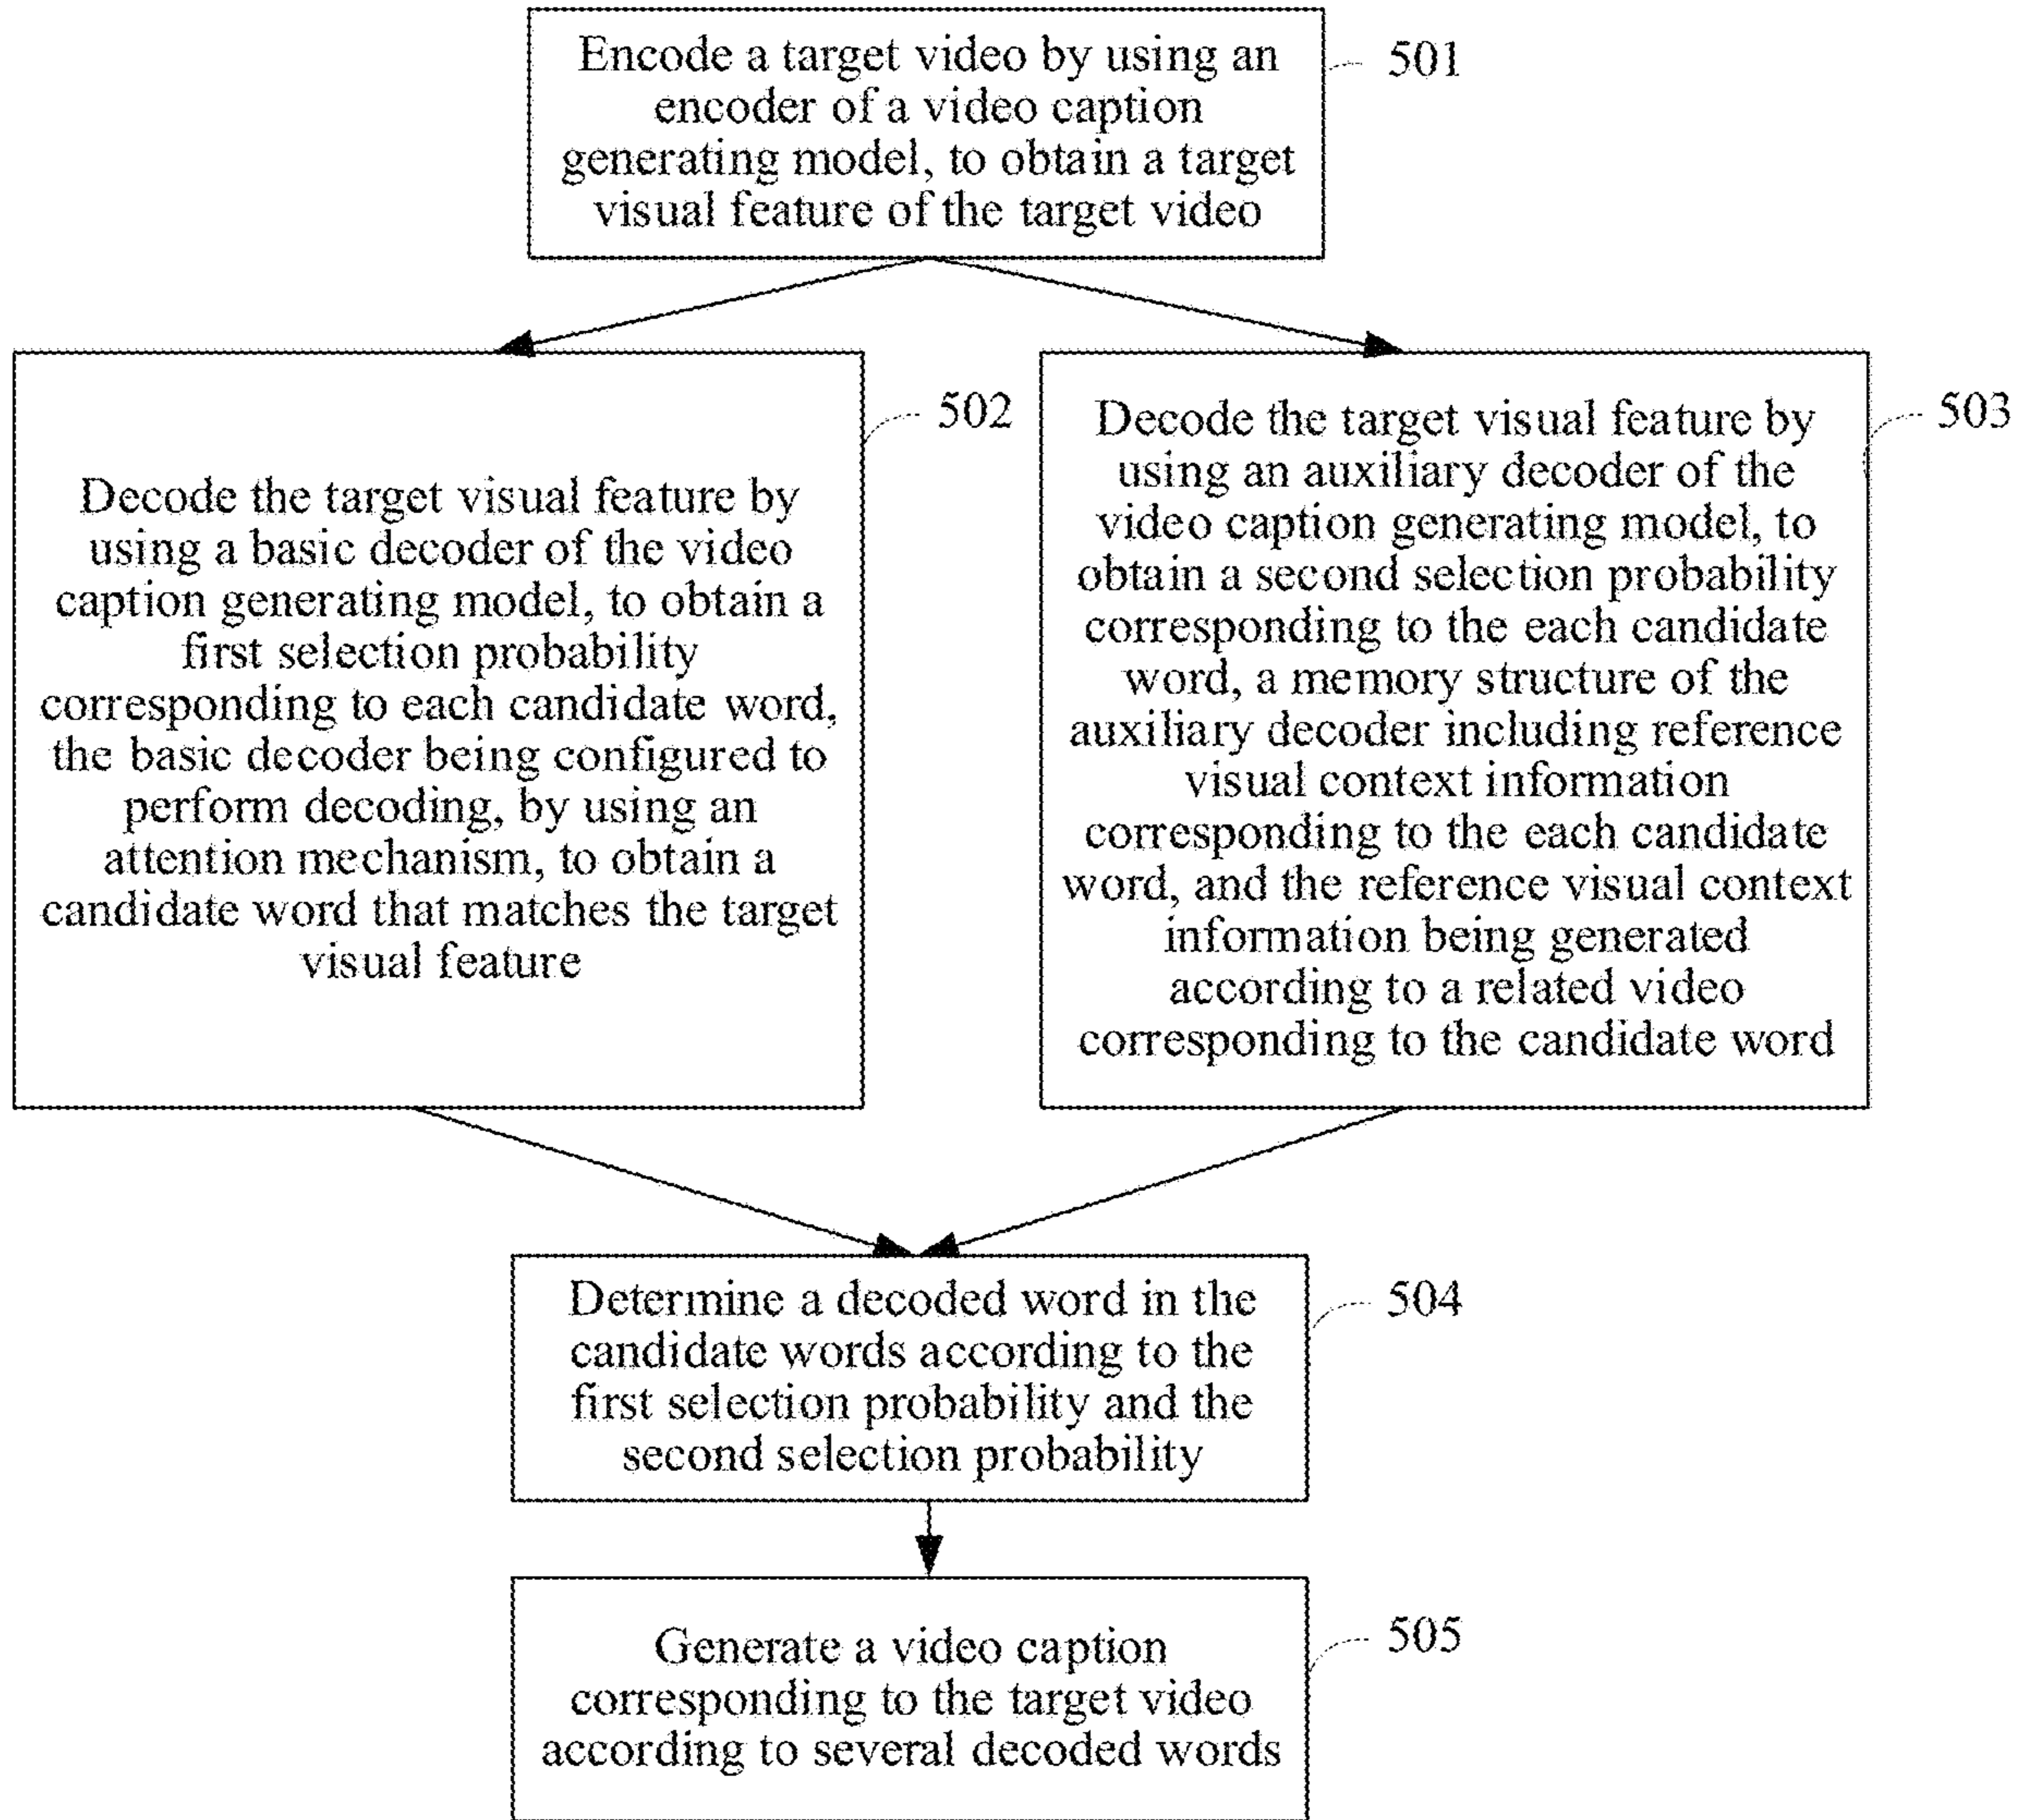 Encode a target video by using an
encoder of a video caption
generating model, to obtain a target
visual feature of the target video
501
Decode the target visual feature by
using a basic decoder of the video
caption generating model, to obtain a
first selection probability
corresponding to each candidate word,
the basic decoder being configured to
perform decoding, by using an
attention mechanism, to obtain a
candidate word that matches the target
visual feature
502
Decode the target visual feature by
using an auxiliary decoder of the
video caption generating model, to
obtain a second selection probability
corresponding to the each candidate
word, a memory structure of the
auxiliary decoder including reference
visual context information
corresponding to the each candidate
word, and the reference visual context
information being generated
according to a related video
corresponding to the candidate word
503
Determine a decoded word in the
candidate words according to the
first selection probability and the
second selection probability
504
Generate a video caption
corresponding to the target video
according to several decoded words
505